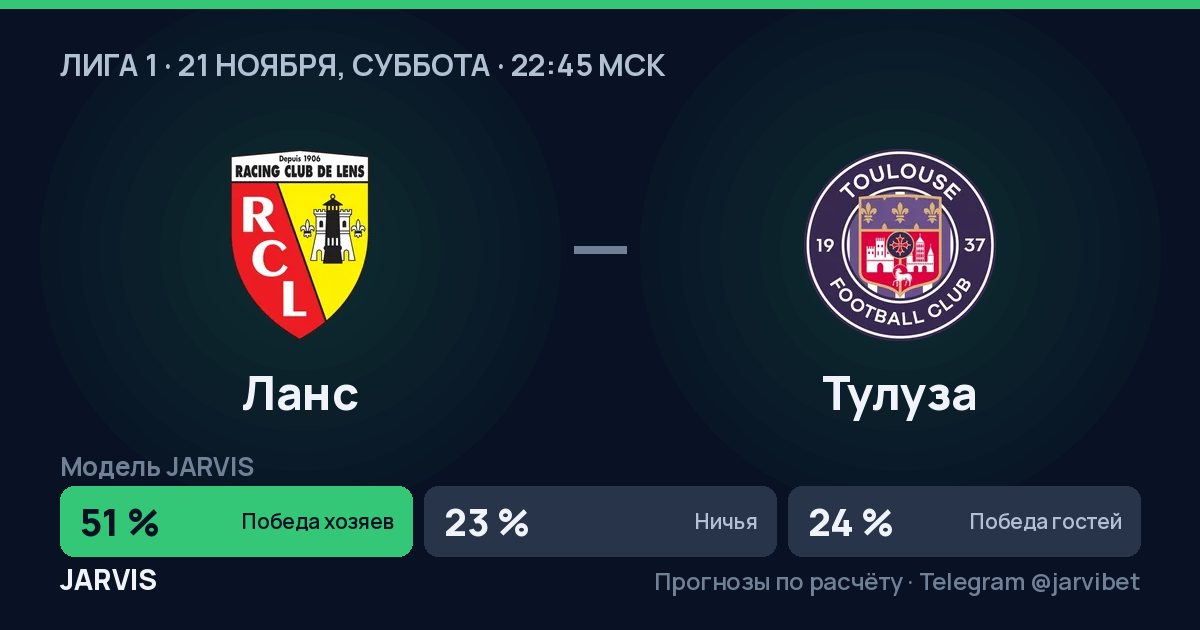 ЛИГА 1 · 21 НОЯБРЯ, СУББОТА · 22:45 МСК
Depuis 1906
RACING CLUB DE LENS
R
C
L
TOULOUSE
19 37
FOOTBALL CLUB
—
Ланс
Тулуза
Модель JARVIS
51 % Победа хозяев
23 % Ничья
24 % Победа гостей
JARVIS
Прогнозы по расчёту · Telegram @jarvibet